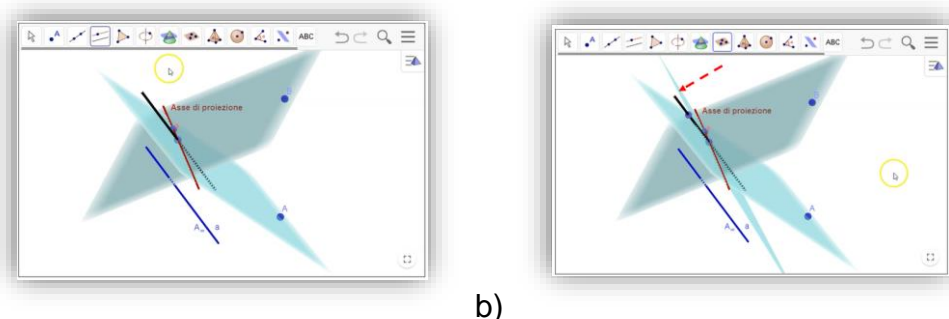 ABC
Asse di proiezione
A
A∞ a
ABC
Asse di proiezione
A
A∞ a
b)